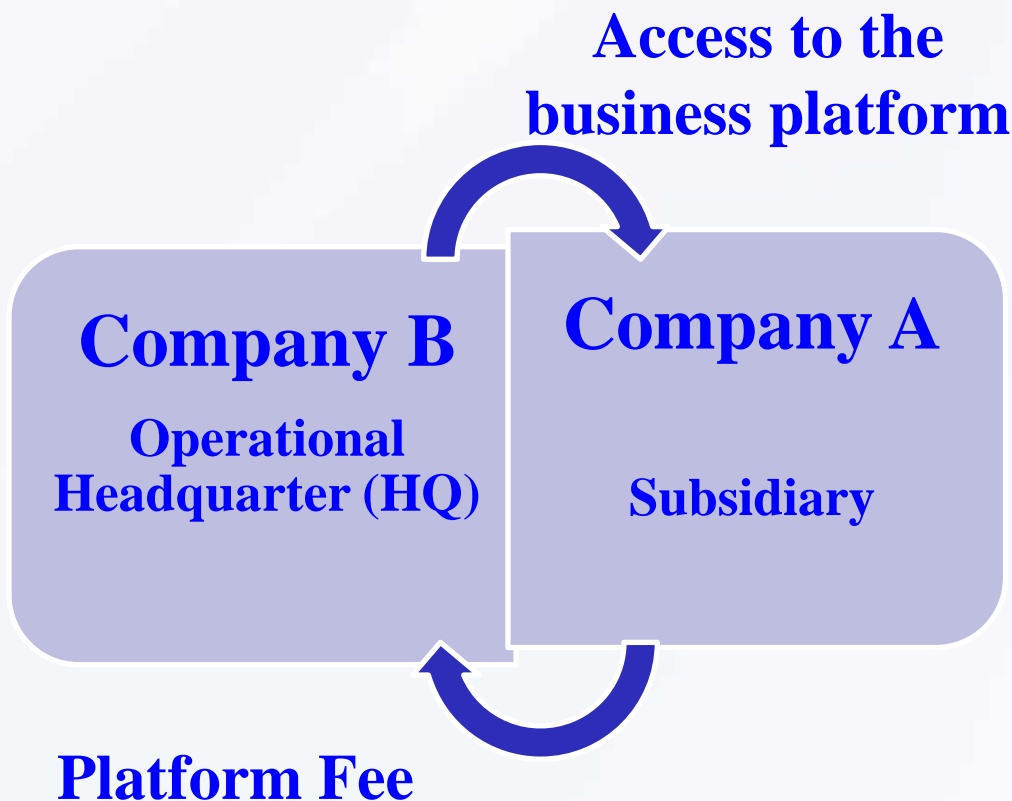 Access to the
business platform
Company B
Operational
Headquarter (HQ)
Company A
Subsidiary
Platform Fee